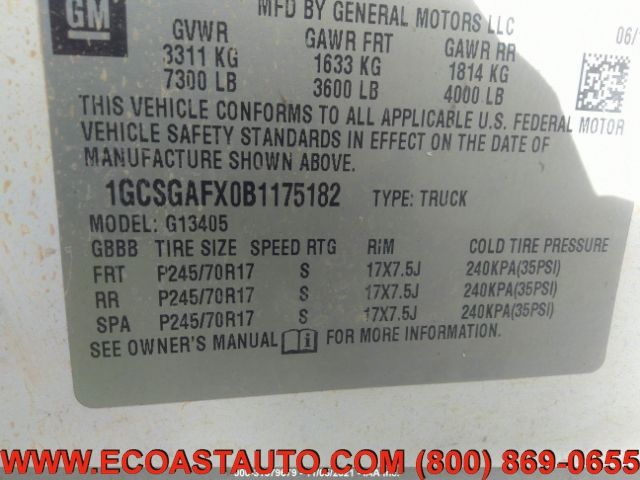 GM
MFD BY GENERAL MOTORS LLC
GVWR GAWR FRT GAWR RR 06/1
3311 KG 1633 KG 1814 KG
7300 LB 3600 LB 4000 LB
THIS VEHICLE CONFORMS TO ALL APPLICABLE U.S. FEDERAL MOTOR
VEHICLE SAFETY STANDARDS IN EFFECT ON THE DATE OF
MANUFACTURE SHOWN ABOVE.
1GCSGAFX0B1175182 TYPE: TRUCK
MODEL: G13405
GBBB TIRE SIZE SPEED RTG RIM COLD TIRE PRESSURE
FRT P245/70R17 S 17X7.5J 240KPA(35PSI)
RR P245/70R17 S 17X7.5J 240KPA(35PSI)
SPA P245/70R17 S 17X7.5J 240KPA(35PSI)
SEE OWNER'S MANUAL i FOR MORE INFORMATION.
WWW.ECOASTAUTO.COM (800) 869-0655